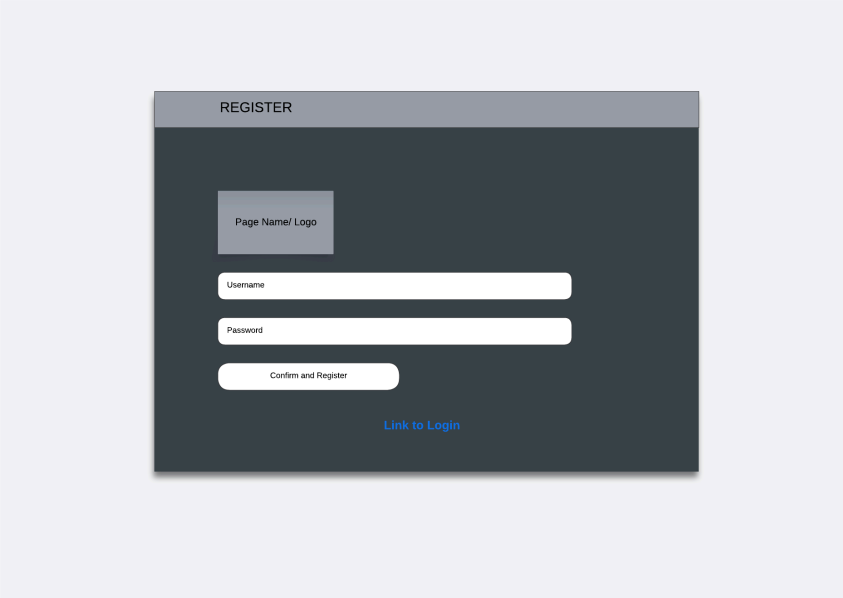 REGISTER
Page Name/ Logo
Username
Password
Confirm and Register
Link to Login